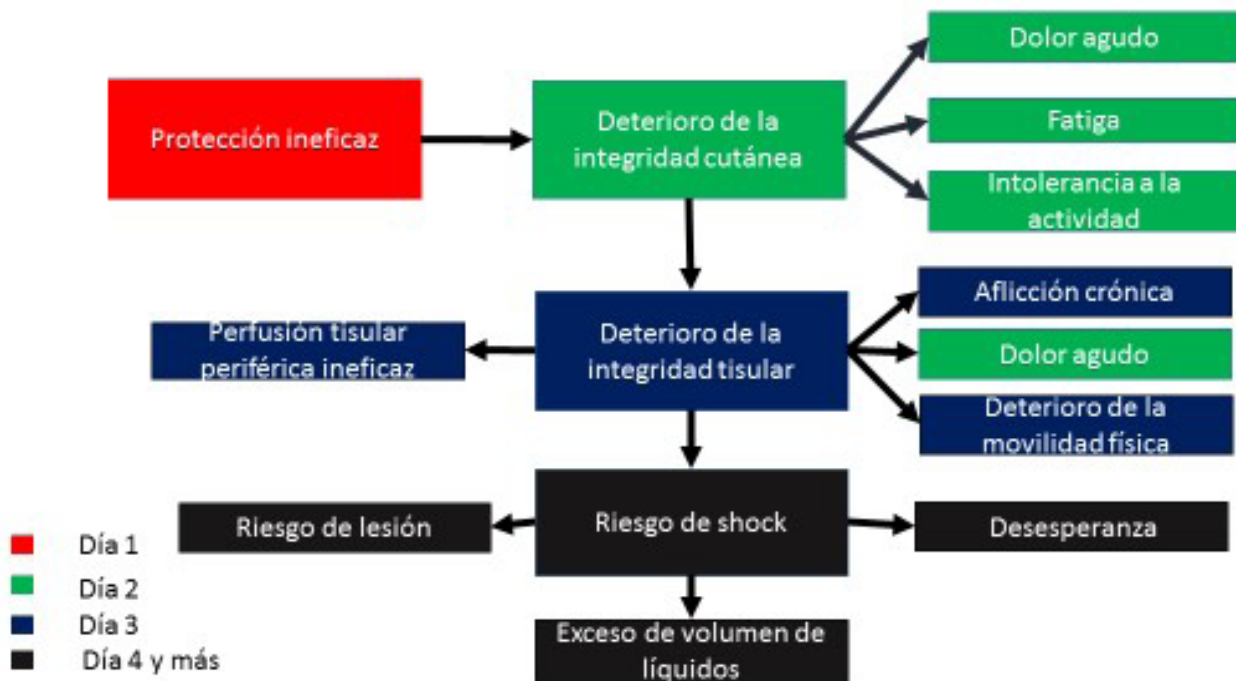 Protección ineficaz
Deterioro de la
integridad cutánea
Dolor agudo
Fatiga
Intolerancia a la
actividad
Perfusión tisular
periférica ineficaz
Deterioro de la
integridad tisular
Aflicción crónica
Dolor agudo
Deterioro de la
movilidad física
Riesgo de lesión
Riesgo de shock
Desesperanza
Exceso de volumen de
líquidos
Día 1
Día 2
Día 3
Día 4 y más